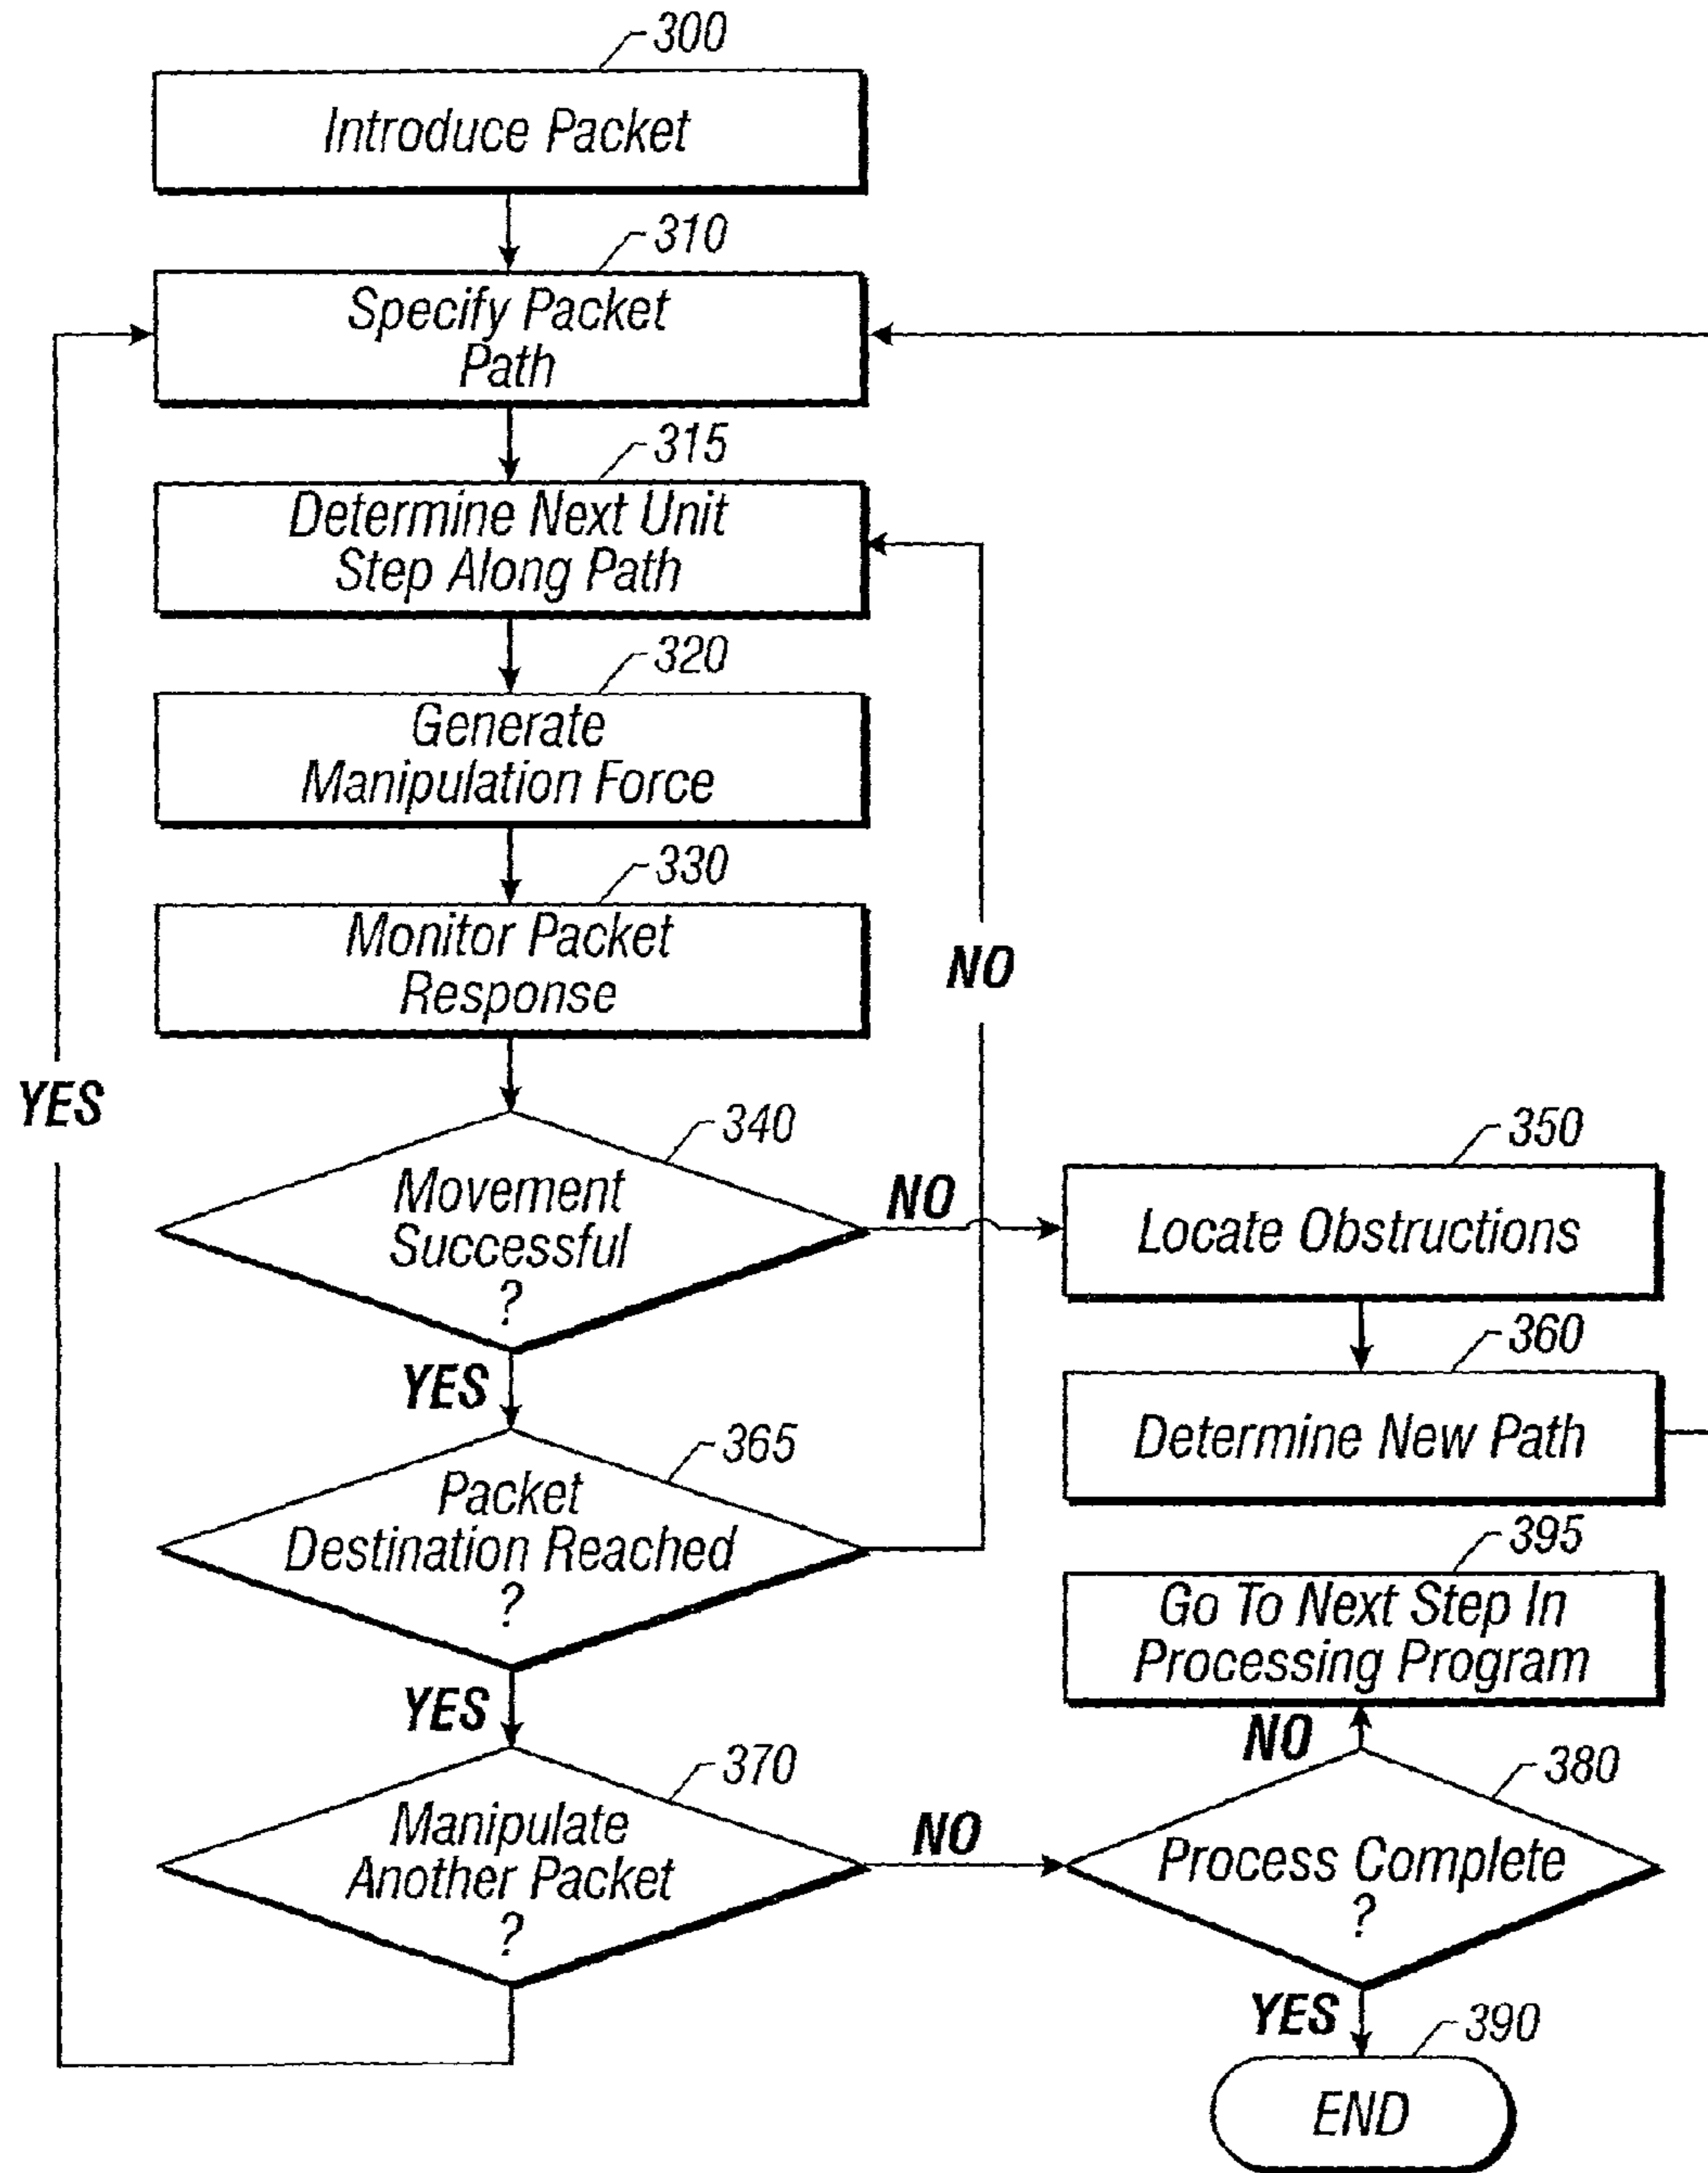 300
Introduce Packet
310
Specify Packet
Path
315
Determine Next Unit
Step Along Path
320
Generate
Manipulation Force
330
Monitor Packet
Response
NO
YES
340
Movement
Successful
?
NO
350
Locate Obstructions
YES
360
Determine New Path
365
Packet
Destination Reached
?
395
Go To Next Step In
Processing Program
YES
NO
370
Manipulate
Another Packet
?
NO
380
Process Complete
?
YES
390
END